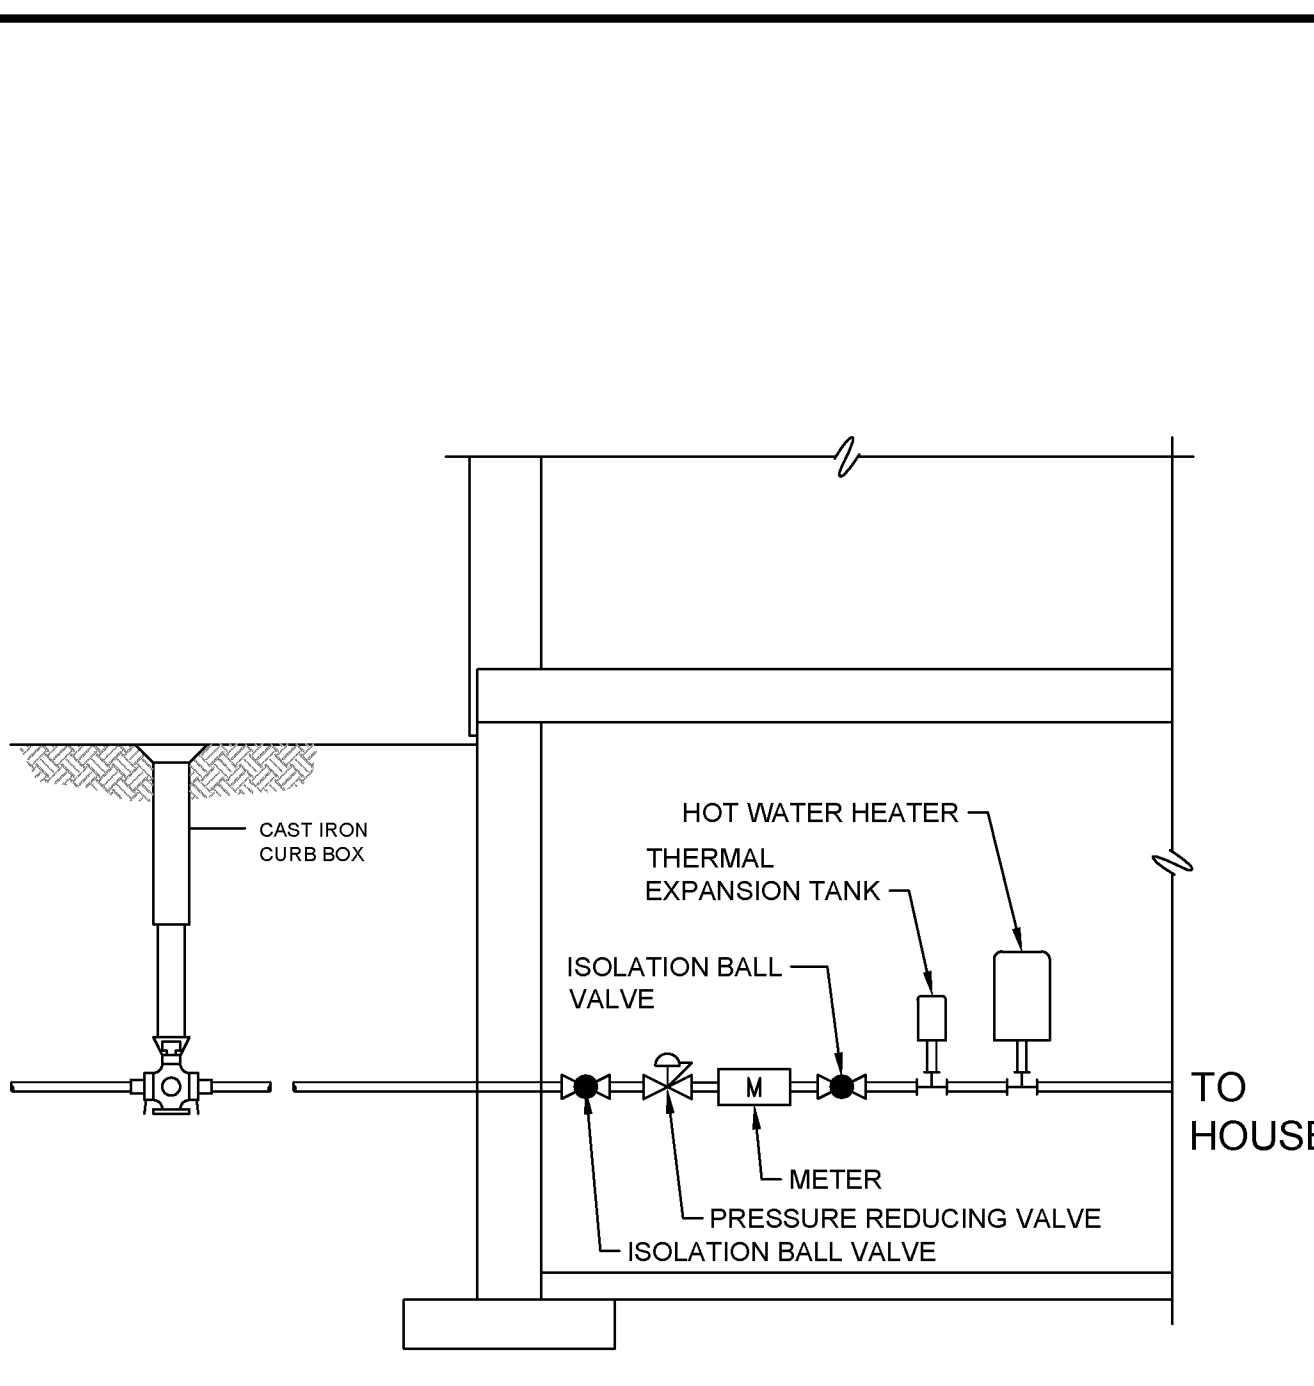 CAST IRON
CURB BOX
HOT WATER HEATER
THERMAL
EXPANSION TANK
ISOLATION BALL
VALVE
M
TO
HOUSE
METER
PRESSURE REDUCING VALVE
ISOLATION BALL VALVE